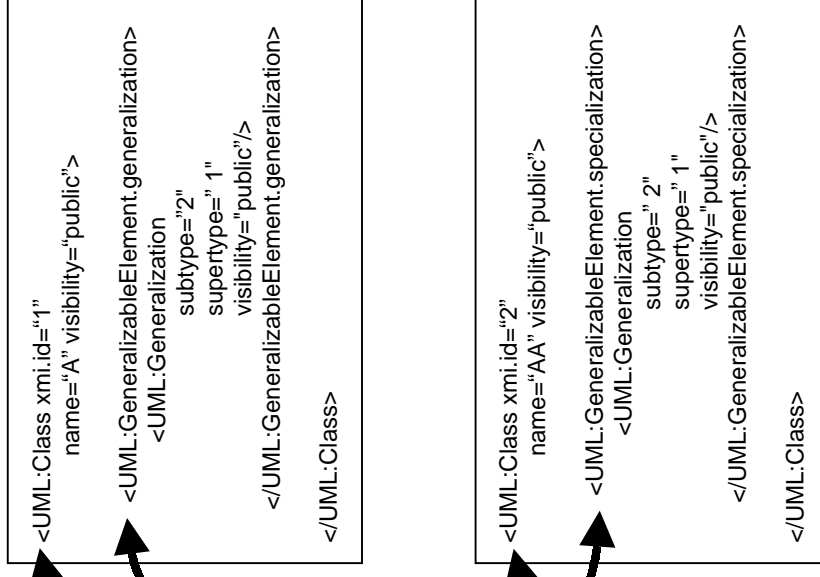 <UML:Class xmi.id=“1”
name=“A” visibility=“public”>
<UML:GeneralizableElement.generalization>
<UML:Generalization
subtype=”2"
supertype=” 1"
visibility="public”/>
</UML:GeneralizableElement.generalization>
</UML:Class>
<UML:Class xmi.id=“2”
name=“AA” visibility=“public”>
<UML:GeneralizableElement.specialization>
<UML:Generalization
subtype=” 2"
supertype=” 1"
visibility="public"/>
</UML:GeneralizableElement.specialization>
</UML:Class>